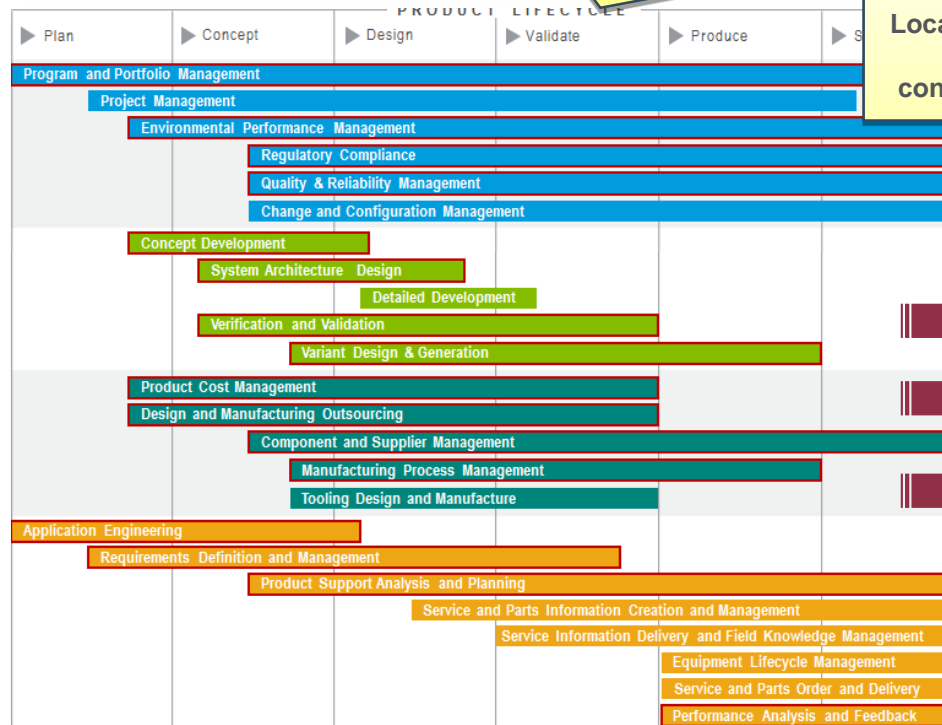 PRODUCT LIFECYCLE
Plan
Concept
Design
Validate
Produce
S
Loca
con
Program and Portfolio Management
Project Management
Environmental Performance Management
Regulatory Compliance
Quality & Reliability Management
Change and Configuration Management
Concept Development
System Architecture Design
Detailed Development
Verification and Validation
Variant Design & Generation
Product Cost Management
Design and Manufacturing Outsourcing
Component and Supplier Management
Manufacturing Process Management
Tooling Design and Manufacture
Application Engineering
Requirements Definition and Management
Product Support Analysis and Planning
Service and Parts Information Creation and Management
Service Information Delivery and Field Knowledge Management
Equipment Lifecycle Management
Service and Parts Order and Delivery
Performance Analysis and Feedback